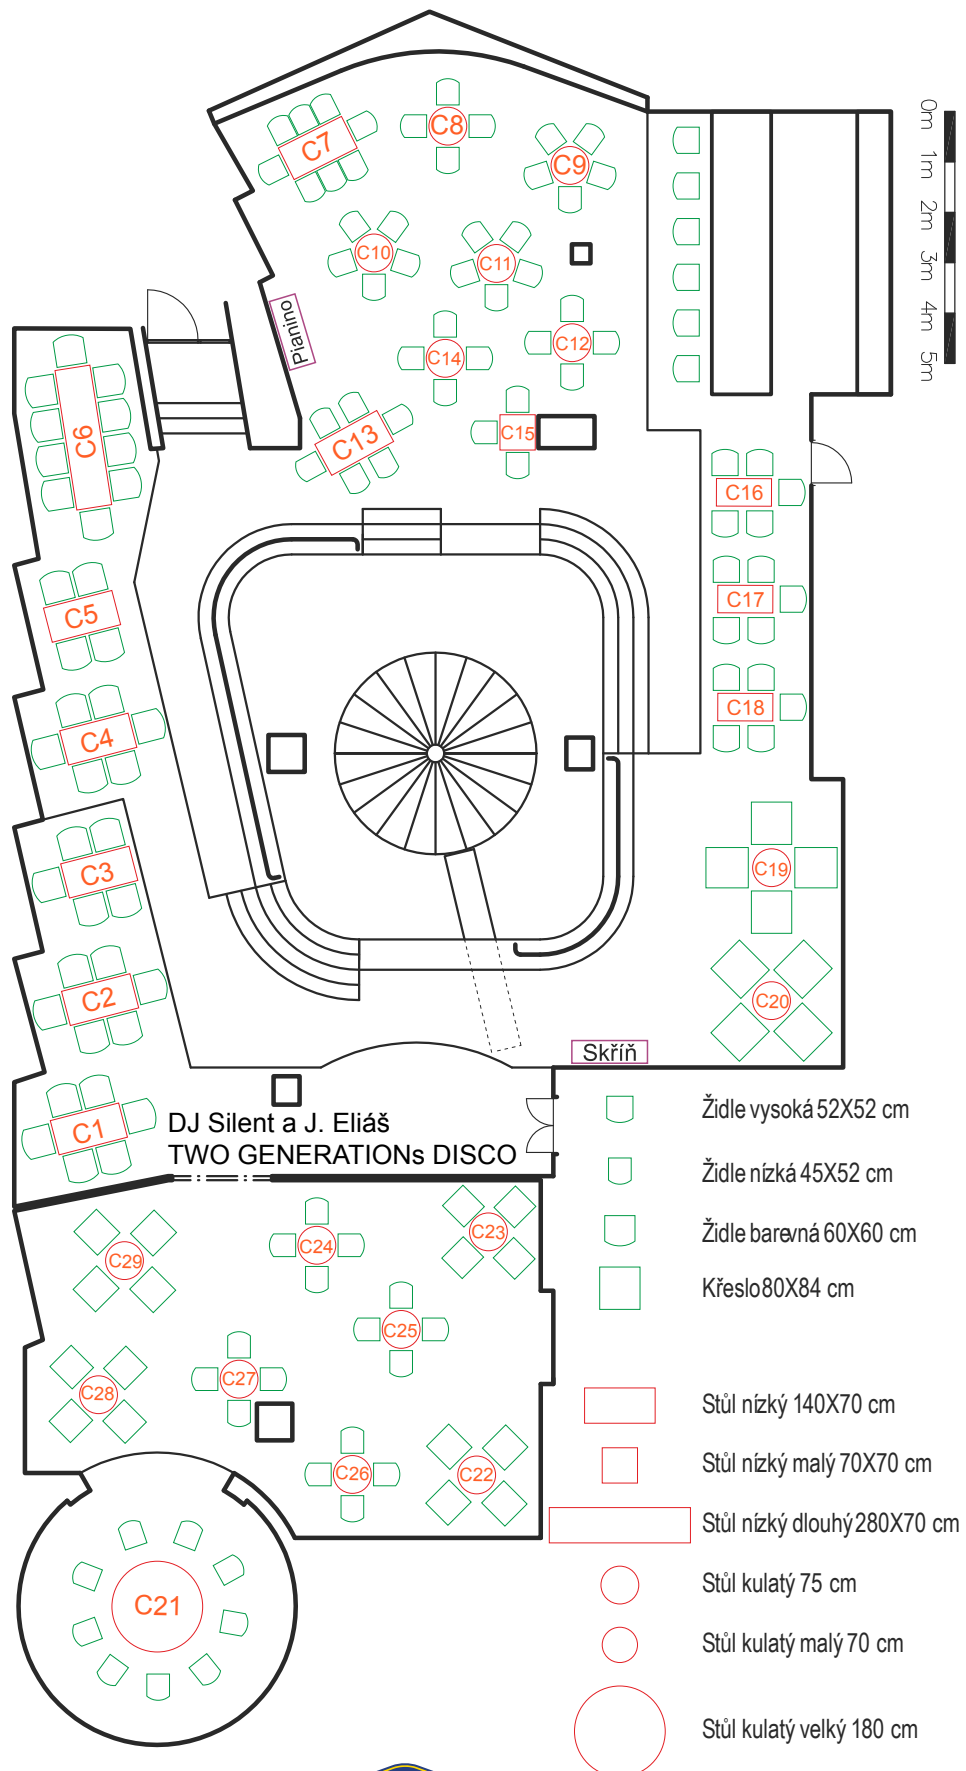 C7
C8
C9
C10
C11
C12
C14
C13
C15
Pianino
0m 1m 2m 3m 4m 5m
C6
C5
C4
C3
C2
C1
C16
C17
C18
C19
C20
Skříň
DJ Silent a J. Eliáš
TWO GENERATIONs DISCO
C29
C24
C23
C25
C27
C28
C26
C22
C21
Židle vysoká 52X52 cm
Židle nízká 45X52 cm
Židle barevná 60X60 cm
Křeslo80X84 cm
Stůl nízký 140X70 cm
Stůl nízký malý 70X70 cm
Stůl nízký dlouhý 280X70 cm
Stůl kulatý 75 cm
Stůl kulatý malý 70 cm
Stůl kulatý velký 180 cm